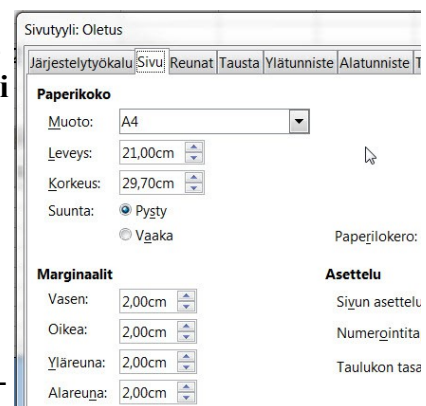 Sivutyyli: Oletus
Järjestelytyökalu Sivu Reunat Tausta Ylätunniste Alatunniste T
i
Paperikoko
Muoto: A4
Leveys: 21,00cm
Korkeus: 29,70cm
Suunta: Pysty
Vaaka Paperilokero:
Marginaalit Asettelu
Vasen: 2,00cm Sivun asettelu
Oikea: 2,00cm Numerointita
Yläreuna: 2,00cm Taulukon tasa
- Alareuna: 2,00cm